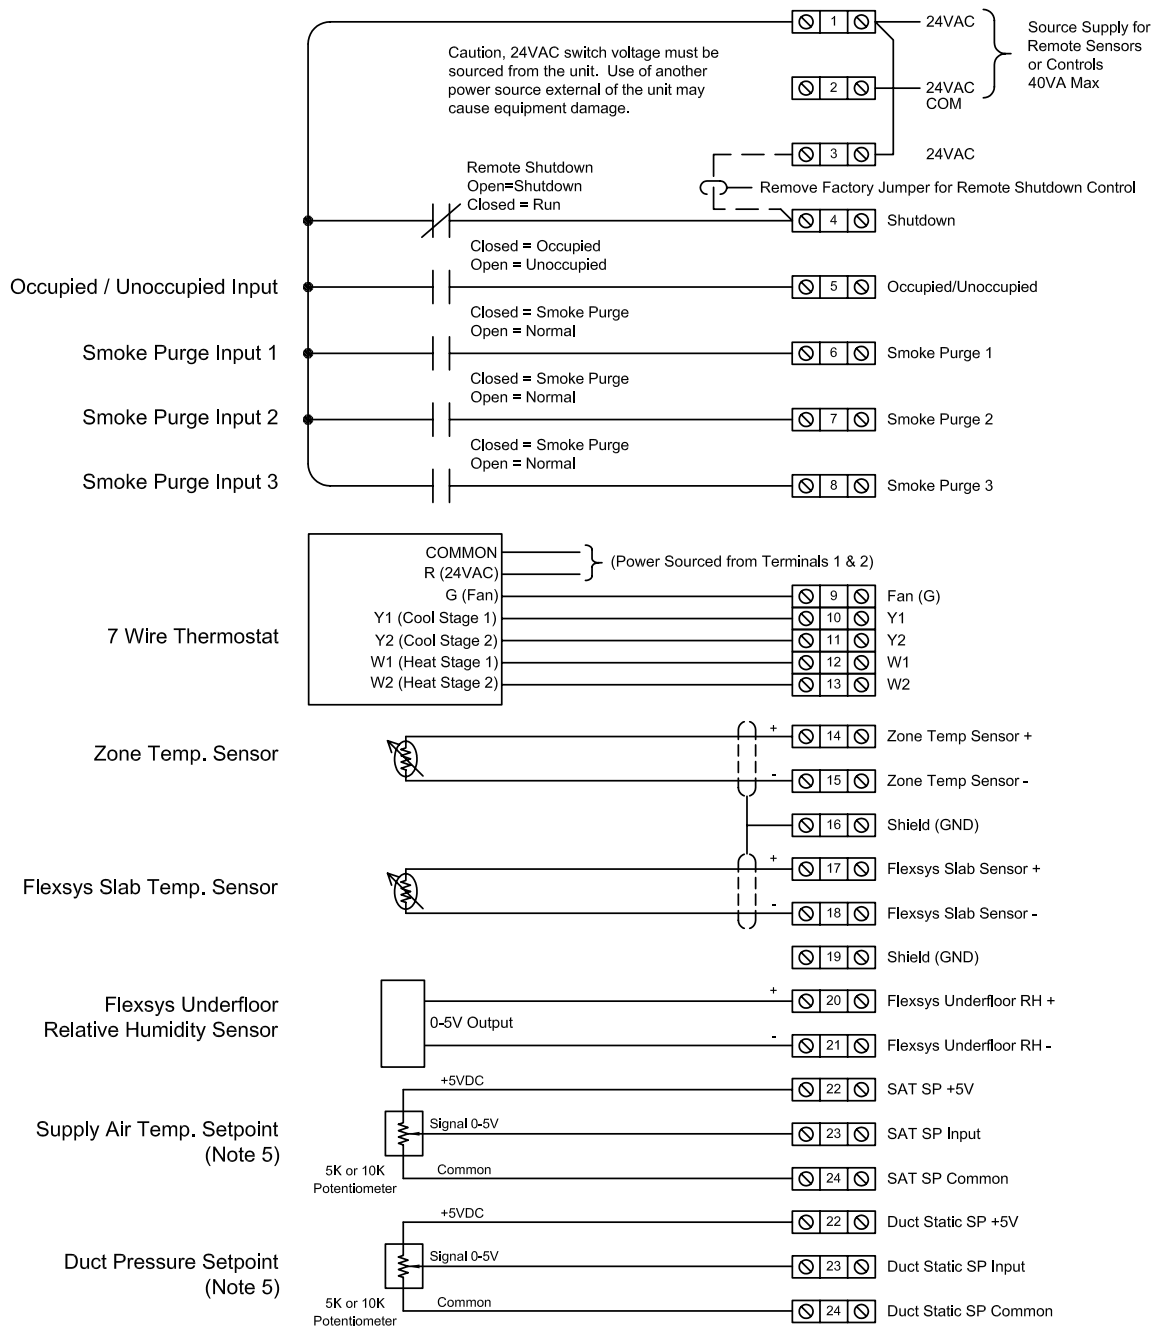 1 24VAC
Source Supply for
Remote Sensors
or Controls
40VA Max
Caution, 24VAC switch voltage must be
sourced from the unit. Use of another
power source external of the unit may
cause equipment damage.
2 24VAC
COM
3 24VAC
Remote Shutdown
Open=Shutdown
Closed = Run
Remove Factory Jumper for Remote Shutdown Control
4 Shutdown
Closed = Occupied
Open = Unoccupied
Occupied / Unoccupied Input
5 Occupied/Unoccupied
Closed = Smoke Purge
Open = Normal
Smoke Purge Input 1
6 Smoke Purge 1
Closed = Smoke Purge
Open = Normal
Smoke Purge Input 2
7 Smoke Purge 2
Closed = Smoke Purge
Open = Normal
Smoke Purge Input 3
8 Smoke Purge 3
7 Wire Thermostat
COMMON
R (24VAC)
(Power Sourced from Terminals 1 & 2)
G (Fan) 9 Fan (G)
Y1 (Cool Stage 1) 10 Y1
Y2 (Cool Stage 2) 11 Y2
W1 (Heat Stage 1) 12 W1
W2 (Heat Stage 2) 13 W2
Zone Temp. Sensor
+ 14 Zone Temp Sensor +
- 15 Zone Temp Sensor -
16 Shield (GND)
Flexsys Slab Temp. Sensor
+ 17 Flexsys Slab Sensor +
- 18 Flexsys Slab Sensor -
19 Shield (GND)
Flexsys Underfloor
Relative Humidity Sensor
0-5V Output
+ 20 Flexsys Underfloor RH +
- 21 Flexsys Underfloor RH -
Supply Air Temp. Setpoint
(Note 5)
5K or 10K
Potentiometer
+5VDC 22 SAT SP +5V
Signal 0-5V 23 SAT SP Input
Common 24 SAT SP Common
Duct Pressure Setpoint
(Note 5)
5K or 10K
Potentiometer
+5VDC 22 Duct Static SP +5V
Signal 0-5V 23 Duct Static SP Input
Common 24 Duct Static SP Common